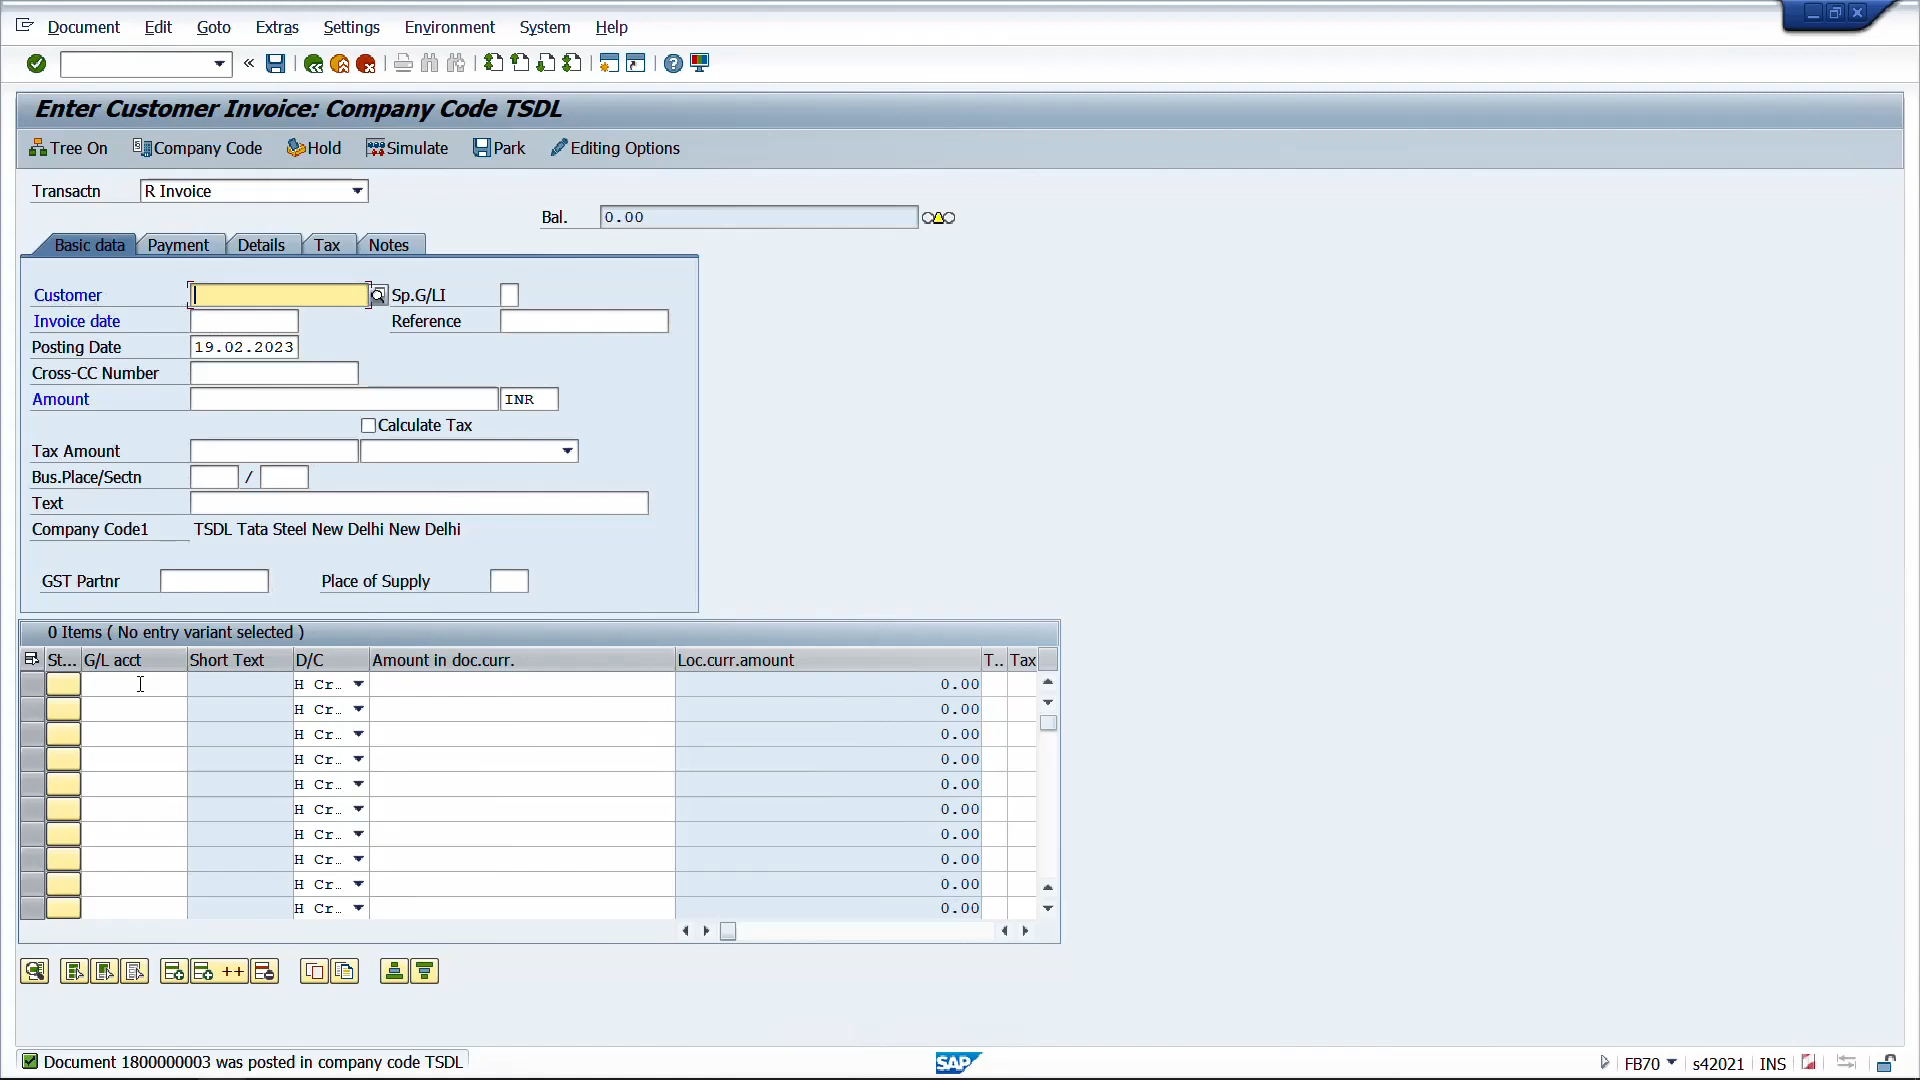 Document Edit Goto Extras Settings Environment System Help
Enter Customer Invoice: Company Code TSDL
Tree On Company Code Hold Simulate Park Editing Options
Transactn R Invoice
Bal. 0.00
Basic data Payment Details Tax Notes
Customer Sp.G/LI
Invoice date Reference
Posting Date 19.02.2023
Cross-CC Number
Amount INR
Calculate Tax
Tax Amount
Bus.Place/Sectn /
Text
Company Code1 TSDL Tata Steel New Delhi New Delhi
GST Partnr Place of Supply
0 Items ( No entry variant selected )
St... G/L acct Short Text D/C Amount in doc.curr. Loc.curr.amount T.. Tax
H Cr… 0.00
H Cr… 0.00
H Cr… 0.00
H Cr… 0.00
H Cr… 0.00
H Cr… 0.00
H Cr… 0.00
H Cr… 0.00
H Cr… 0.00
H Cr… 0.00
Document 1800000003 was posted in company code TSDL SAP FB70 s42021 INS